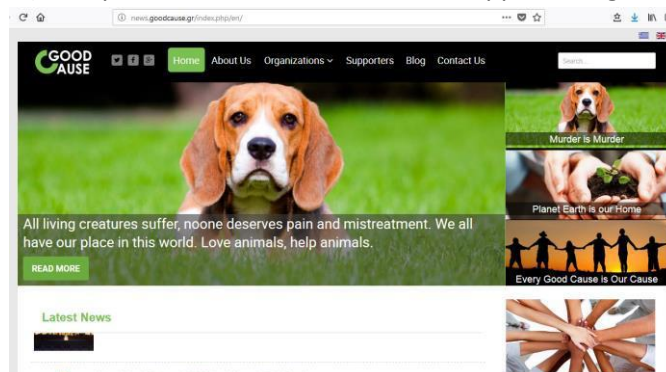 news.goodcause.gr/index.php/en/
GOOD
CAUSE
Home About Us Organizations Supporters Blog Contact Us
Search...
Murder is Murder
Planet Earth is our Home
All living creatures suffer, noone deserves pain and mistreatment. We all
have our place in this world. Love animals, help animals.
READ MORE
Every Good Cause is Our Cause
Latest News